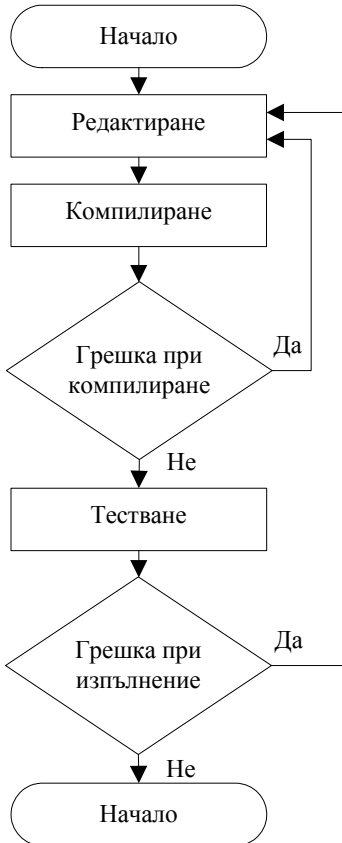 Начало
Редактиране
Компилиране
Грешка при
компилиране
Да
Не
Тестване
Грешка при
изпълнение
Да
Не
Начало